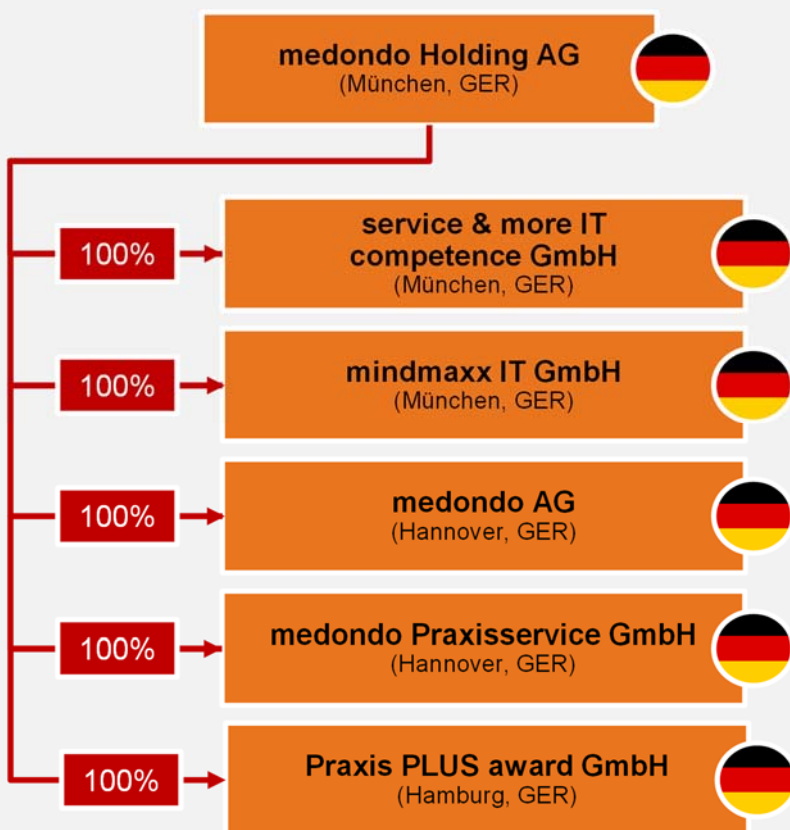 medondo Holding AG
(München, GER)
100%
service & more IT
competence GmbH
(München, GER)
100%
mindmaxx IT GmbH
(München, GER)
100%
medondo AG
(Hannover, GER)
100%
medondo Praxisservice GmbH
(Hannover, GER)
100%
Praxis PLUS award GmbH
(Hamburg, GER)